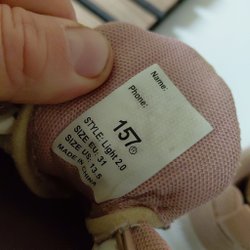 Name:
Phone:
157®
STYLE: Light 2.0
SIZE EU: 31
SIZE US: 13.5
MADE IN CHINA